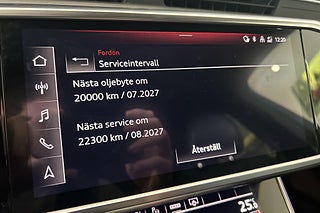 12:20
Fordon
Serviceintervall
Nästa oljebyte om
20000 km / 07.2027
Nästa service om
22300 km / 08.2027
Återställ